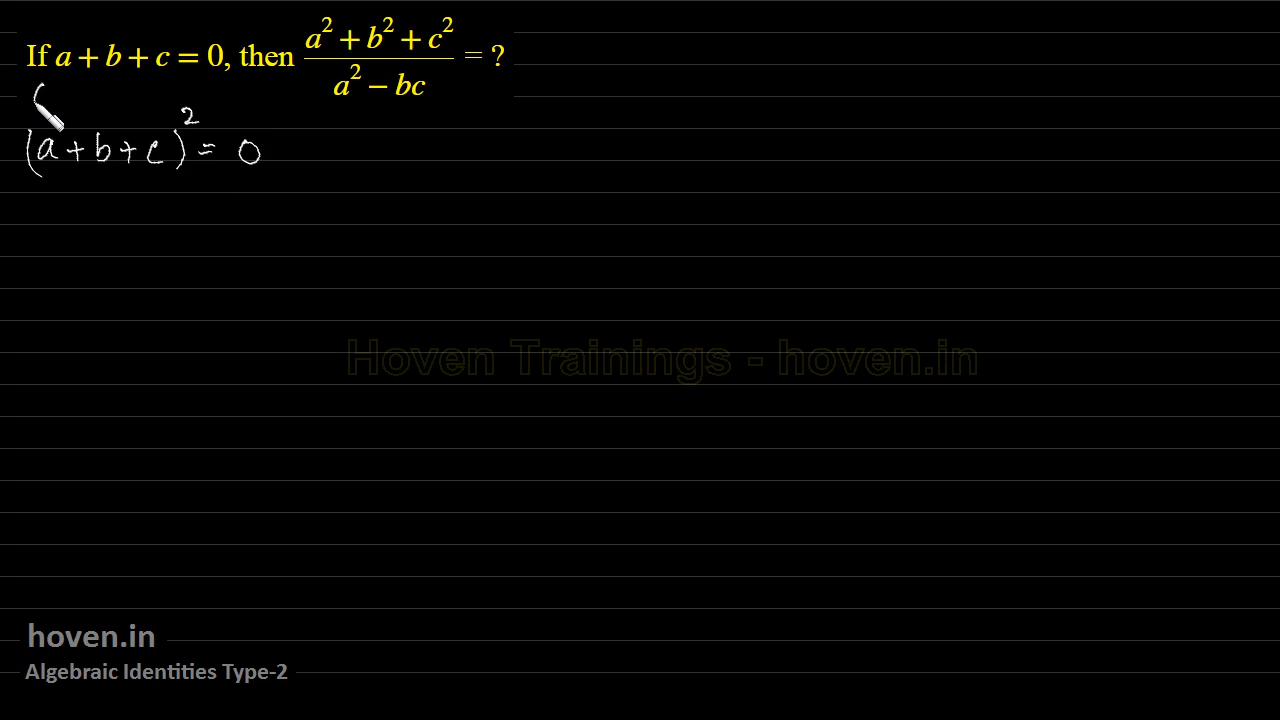 If a + b + c = 0, then (a² + b² + c²)/(a² − bc) = ?
(a + b + c)² = 0
Hoven Trainings - hoven.in
hoven.in
Algebraic Identities Type-2